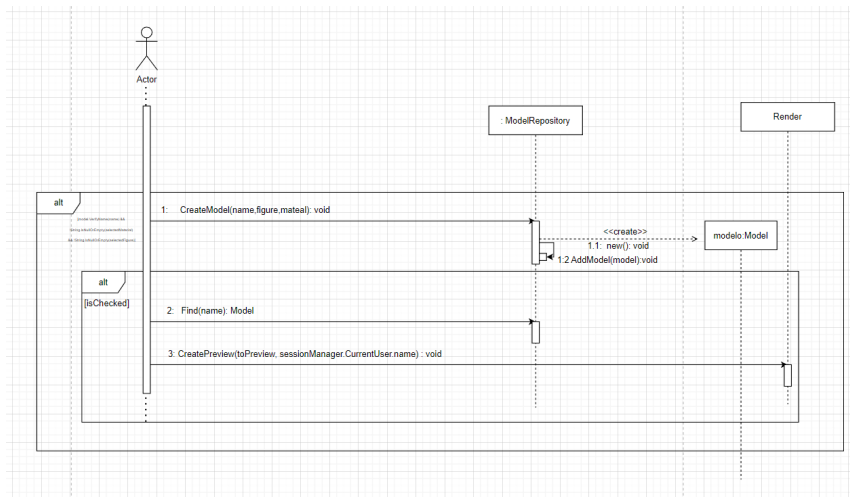 Actor
: ModelRepository
Render
alt
1: CreateModel(name,figure,mateal): void
<<create>>
modelo:Model
1.1: new(): void
1.2 AddModel(model):void
alt
[isChecked]
2: Find(name): Model
3: CreatePreview(toPreview, sessionManager.CurrentUser.name) : void